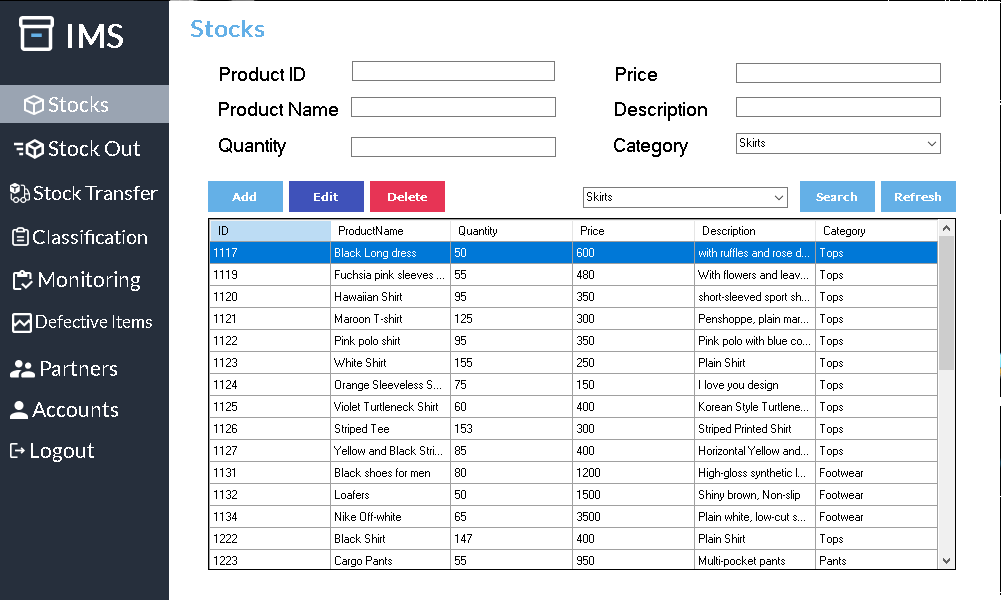 IMS
Stocks
Stock Out
Stock Transfer
Classification
Monitoring
Defective Items
Partners
Accounts
Logout
Stocks
Product ID
Price
Product Name
Description
Quantity
Category Skirts
Add Edit Delete Skirts Search Refresh
ID ProductName Quantity Price Description Category
1117 Black Long dress 50 600 with ruffles and rose d... Tops
1119 Fuchsia pink sleeves ... 55 480 With flowers and leav... Tops
1120 Hawaiian Shirt 95 350 short-sleeved sport sh... Tops
1121 Maroon T-shirt 125 300 Penshoppe, plain mar... Tops
1122 Pink polo shirt 95 350 Pink polo with blue co... Tops
1123 White Shirt 155 250 Plain Shirt Tops
1124 Orange Sleeveless S... 75 150 I love you design Tops
1125 Violet Turtleneck Shirt 60 400 Korean Style Turtlene... Tops
1126 Striped Tee 153 300 Striped Printed Shirt Tops
1127 Yellow and Black Stri... 85 400 Horizontal Yellow and... Tops
1131 Black shoes for men 80 1200 High-gloss synthetic l... Footwear
1132 Loafers 50 1500 Shiny brown, Non-slip Footwear
1134 Nike Off-white 65 3500 Plain white, low-cut s... Footwear
1222 Black Shirt 147 400 Plain Shirt Tops
1223 Cargo Pants 55 950 Multi-pocket pants Pants